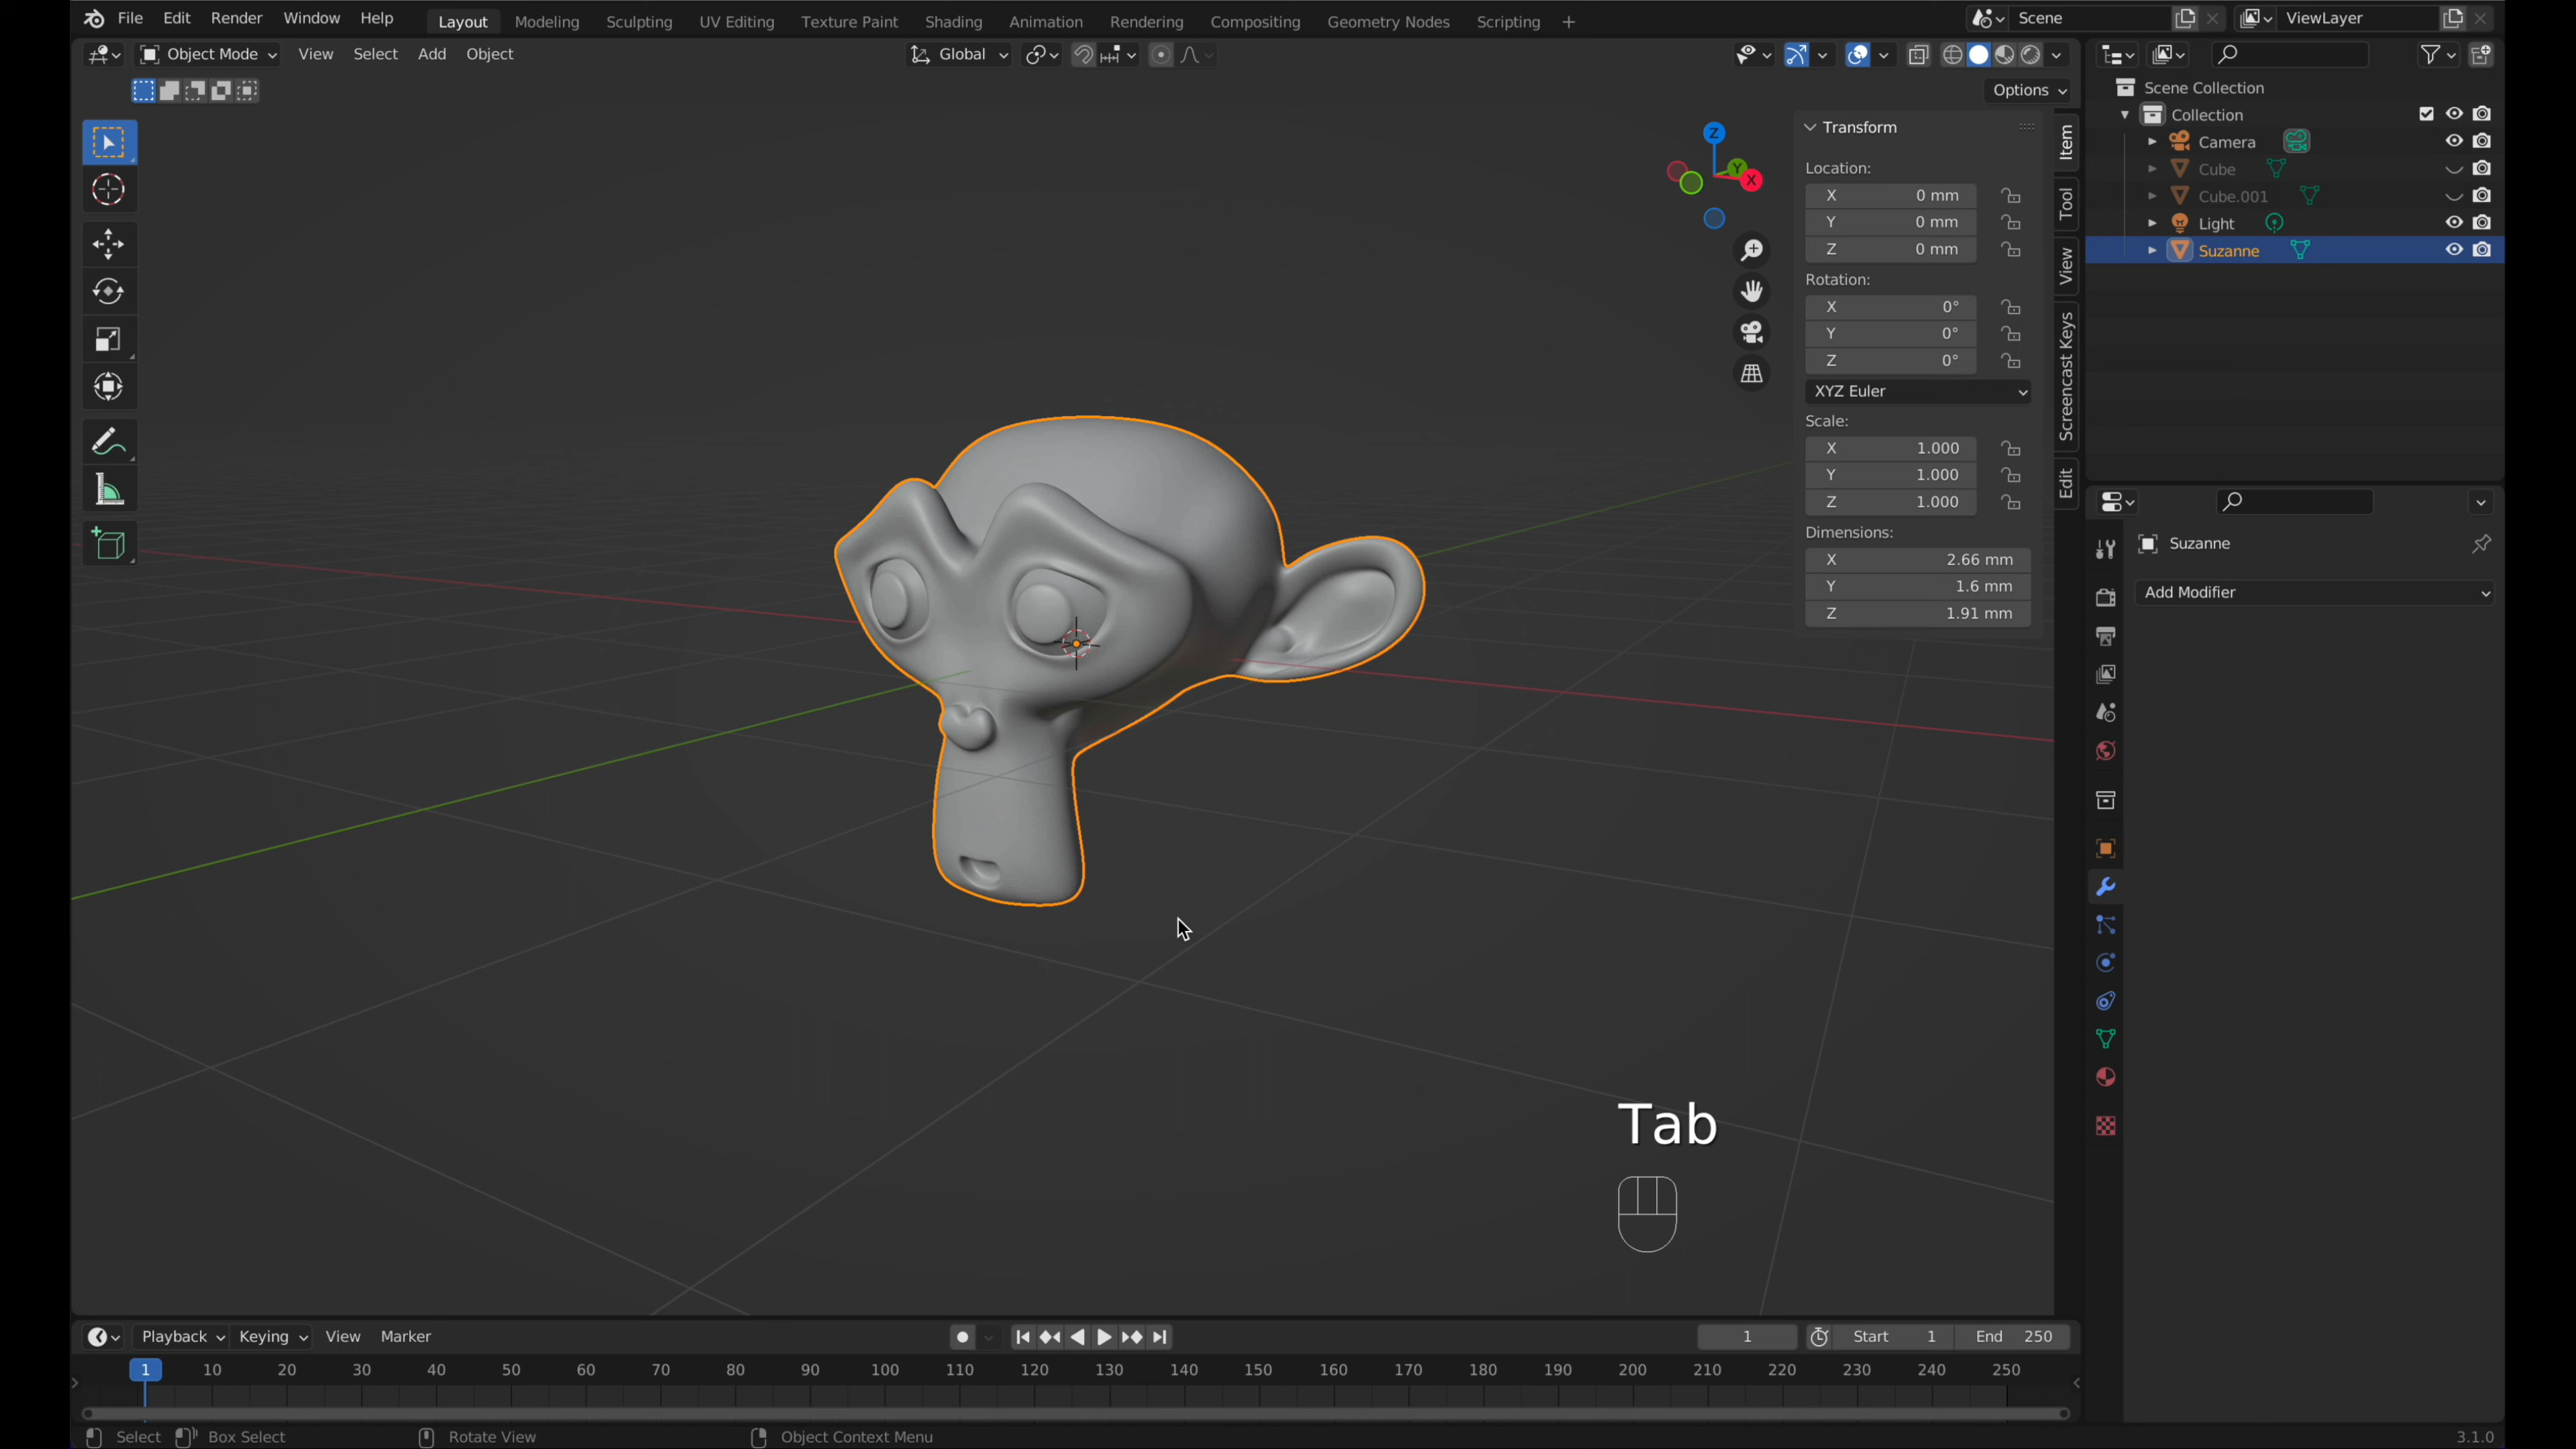 File Edit Render Window Help Layout Modeling Sculpting UV Editing Texture Paint Shading Animation Rendering Compositing Geometry Nodes Scripting + Scene ViewLayer
Object Mode View Select Add Object Global
Options
Scene Collection
Collection
Camera
Cube
Cube.001
Light
Suzanne
Z
Y
X
Transform
Location:
X 0 mm
Y 0 mm
Z 0 mm
Rotation:
X 0°
Y 0°
Z 0°
XYZ Euler
Scale:
X 1.000
Y 1.000
Z 1.000
Dimensions:
X 2.66 mm
Y 1.6 mm
Z 1.91 mm
Item
Tool
View
Screencast Keys
Edit
Suzanne
Add Modifier
Tab
Playback Keying View Marker 1 Start 1 End 250
1 10 20 30 40 50 60 70 80 90 100 110 120 130 140 150 160 170 180 190 200 210 220 230 240 250
Select Box Select Rotate View Object Context Menu 3.1.0